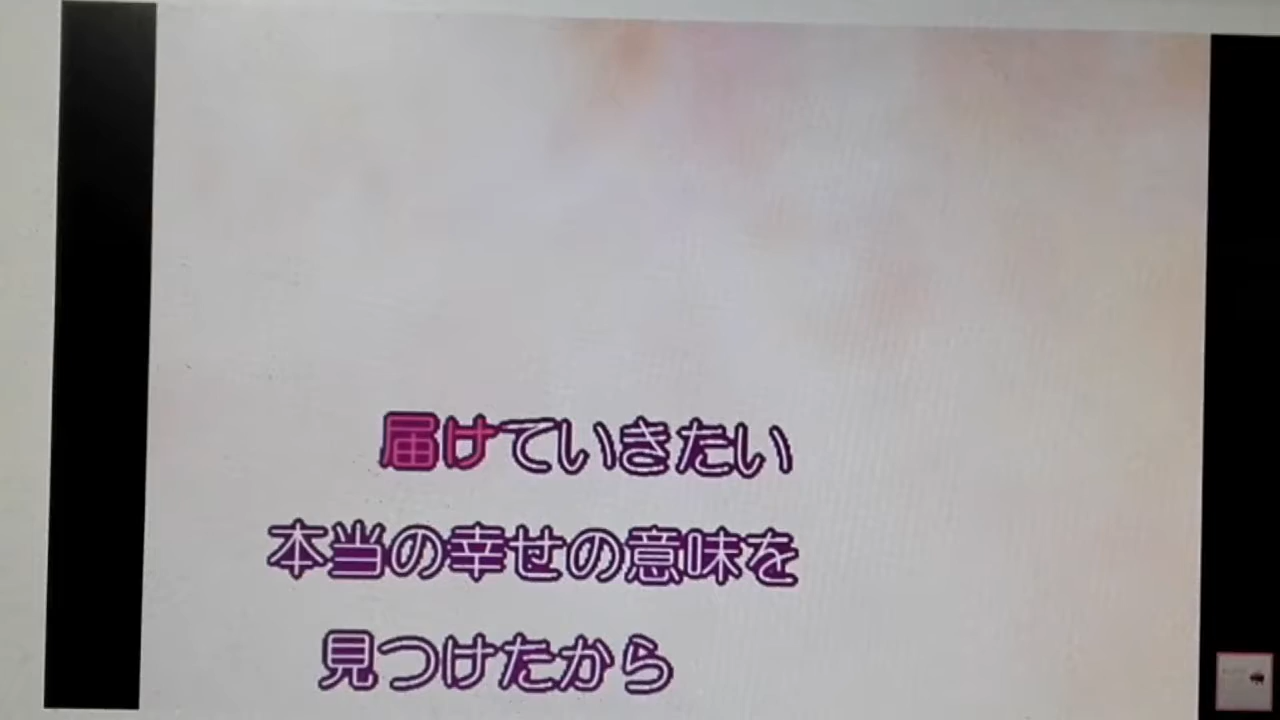 届けていきたい
本当の幸せの意味を
見つけたから